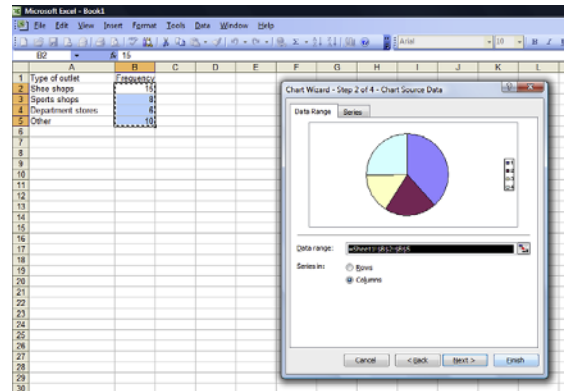 Microsoft Excel - Book1
File Edit View Insert Format Tools Data Window Help
Arial 10 B I
B2 fx 15
A B C D E F G H I J K L
1 Type of outlet Frequency
2 Shoe shops 15
3 Sports shops 8
4 Department stores 6
5 Other 10
6
7
8
9
10
11
12
13
14
15
16
17
18
19
20
21
22
23
24
25
26
27
28
29
30
Chart Wizard - Step 2 of 4 - Chart Source Data
Data Range Series
Data range:
Series in: Rows
Columns
Cancel < Back Next > Finish